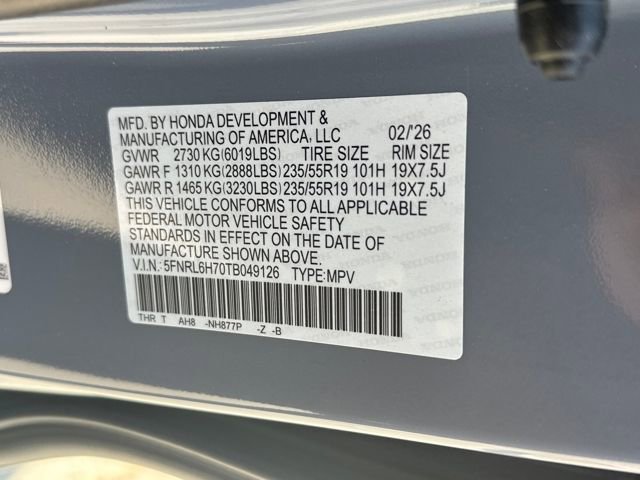 MFD. BY HONDA DEVELOPMENT &
MANUFACTURING OF AMERICA, LLC 02/'26
GVWR 2730 KG(6019LBS) TIRE SIZE RIM SIZE
GAWR F 1310 KG(2888LBS) 235/55R19 101H 19X7.5J
GAWR R 1465 KG(3230LBS) 235/55R19 101H 19X7.5J
THIS VEHICLE CONFORMS TO ALL APPLICABLE
FEDERAL MOTOR VEHICLE SAFETY
STANDARDS IN EFFECT ON THE DATE OF
MANUFACTURE SHOWN ABOVE.
V.I.N.: 5FNRL6H70TB049126 TYPE:MPV
THR T AH8 -NH877P -Z -B